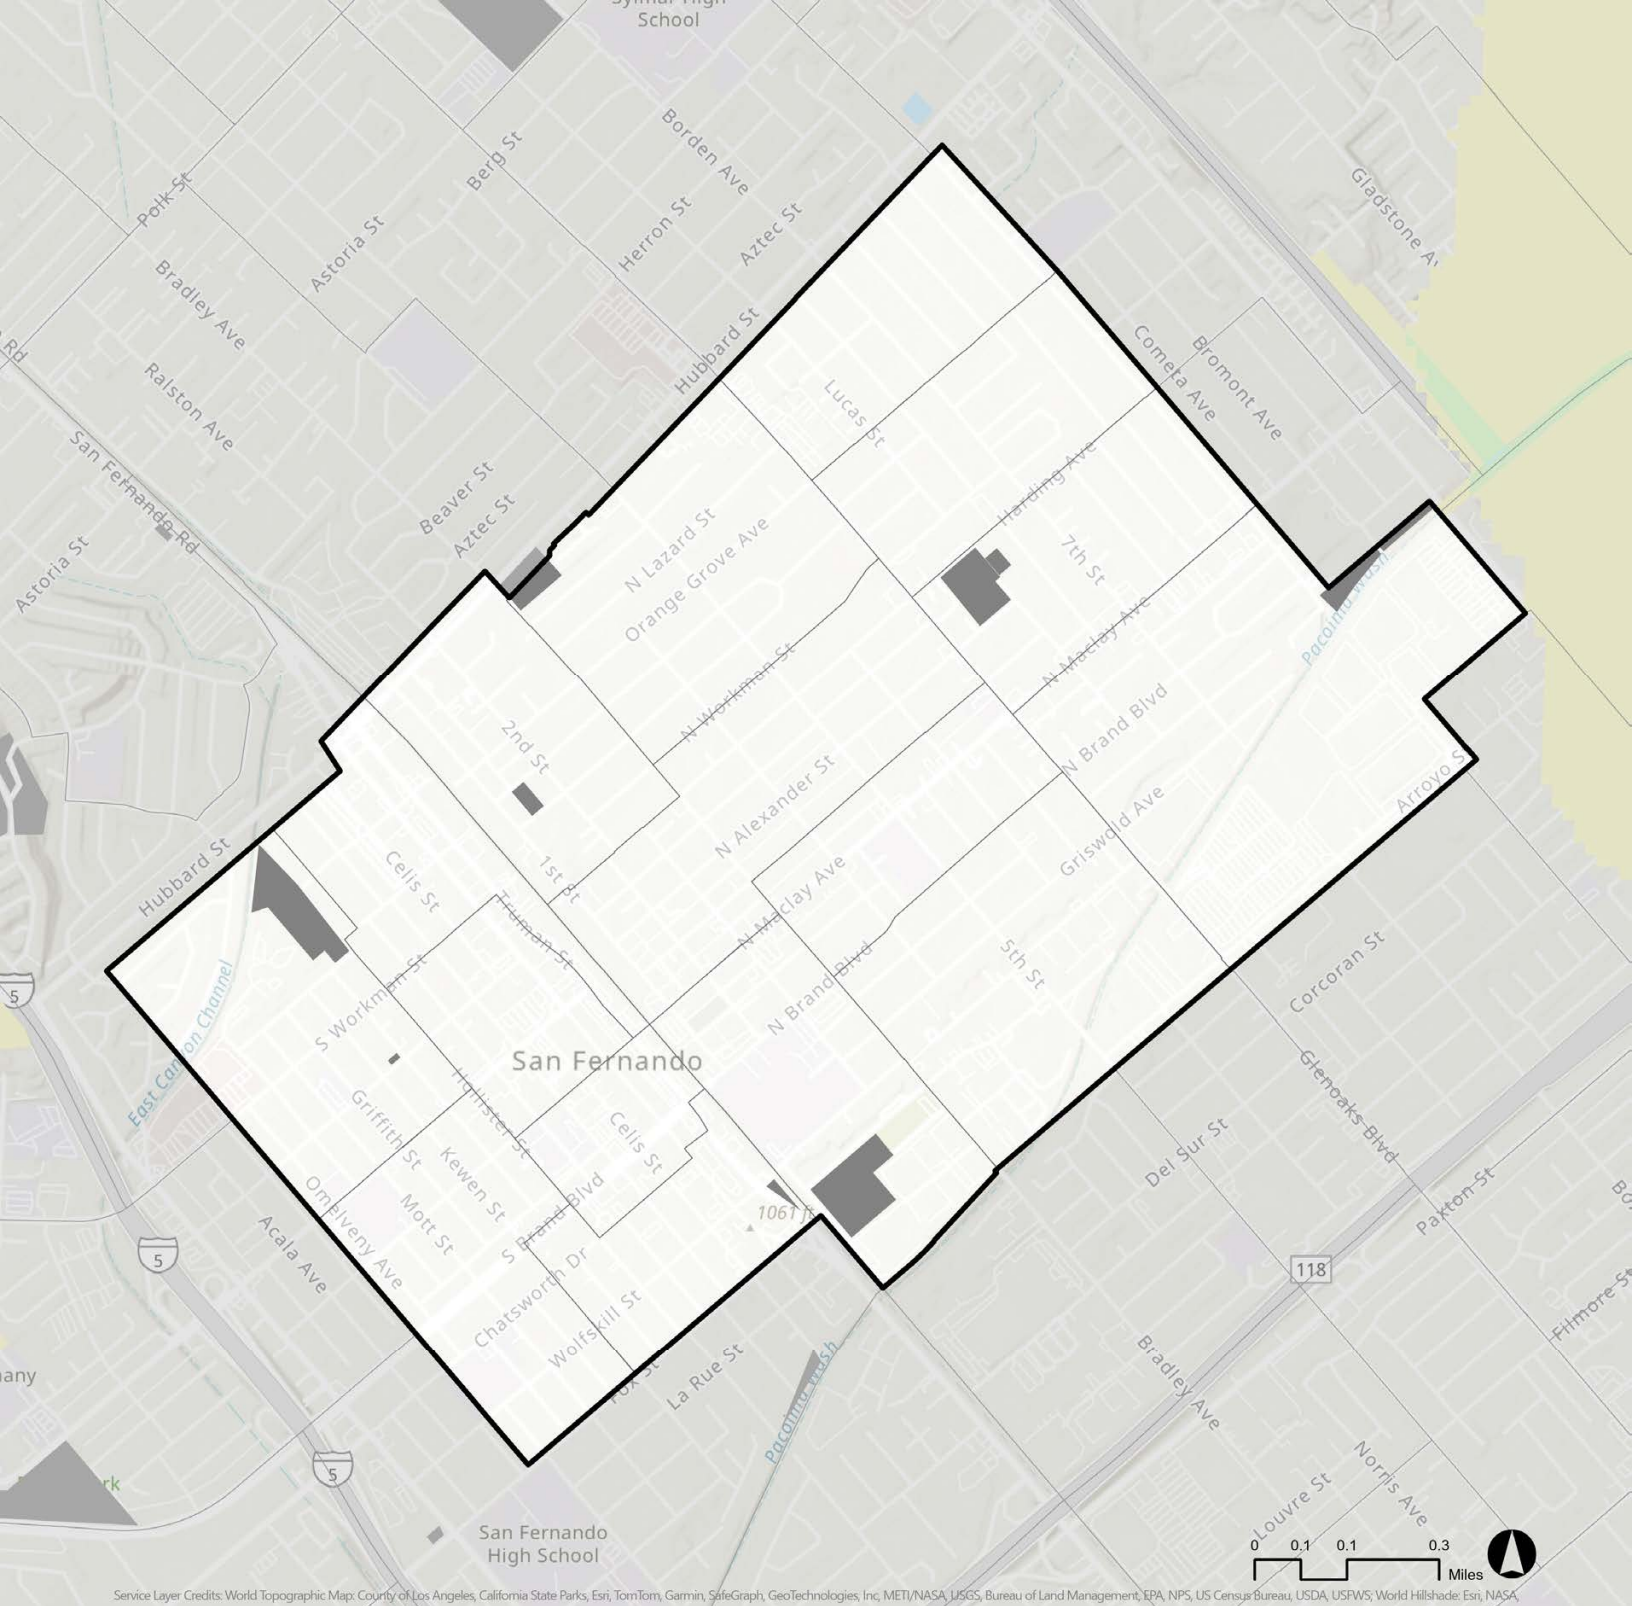 School
Borden Ave
Berg St
Polk St
Herron St
Aztec St
Astoria St
Gladstone Av
Bradley Ave
Hubbard St
Cometa Ave
Bromont Ave
Rd
Ralston Ave
Lucas St
San Fernando Rd
Harding Ave
Beaver St
Aztec St
N Lazard St
Orange Grove Ave
7th St
Astoria St
Pacoima Wash
N Maclay Ave
N Workman St
N Brand Blvd
2nd St
N Alexander St
Arroyo S
Griswold Ave
Hubbard St
Celis St
1st St
N Maclay Ave
Truman St
5th St
Corcoran St
5
S Workman St
N Brand Blvd
East Canyon Channel
San Fernando
Hollister St
Glenoaks Blvd
Griffith St
Celis St
Kewen St
Del Sur St
Omelveny Ave
Mott St
S Brand Blvd
1061 ft
Paxton St
Acala Ave
5
118
Chatsworth Dr
Wolfskill St
Filmore St
Fox St
La Rue St
Bradley Ave
Pacoima Wash
5
rk
Norris Ave
Louvre St
San Fernando
High School
0 0.1 0.1 0.3
Miles
Service Layer Credits: World Topographic Map: County of Los Angeles, California State Parks, Esri, TomTom, Garmin, SafeGraph, GeoTechnologies, Inc, METI/NASA, USGS, Bureau of Land Management, EPA, NPS, US Census Bureau, USDA, USFWS; World Hillshade: Esri, NASA,